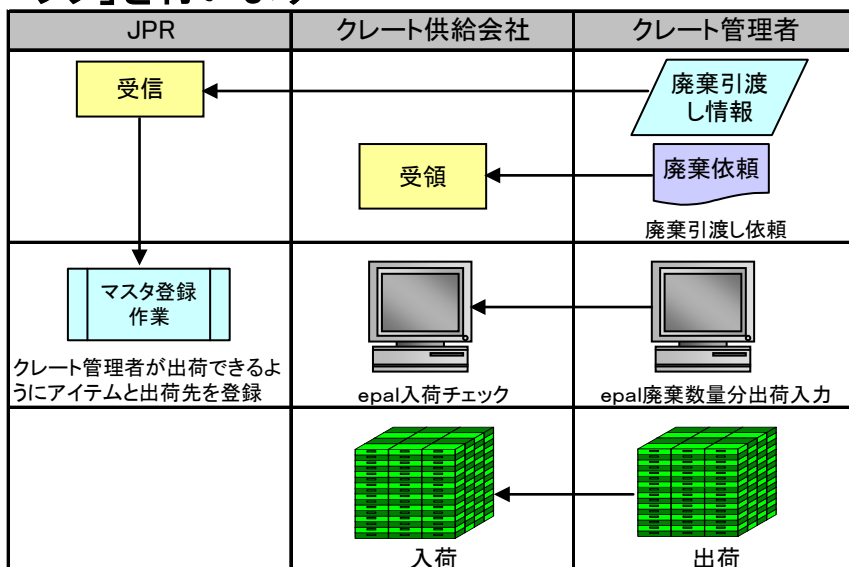 JPR
クレート供給会社
クレート管理者
受信
廃棄引渡
し情報
受領
廃棄依頼
廃棄引渡し依頼
マスタ登録
作業
クレート管理者が出荷できるよ
うにアイテムと出荷先を登録
epal入荷チェック
epal廃棄数量分出荷入力
入荷
出荷